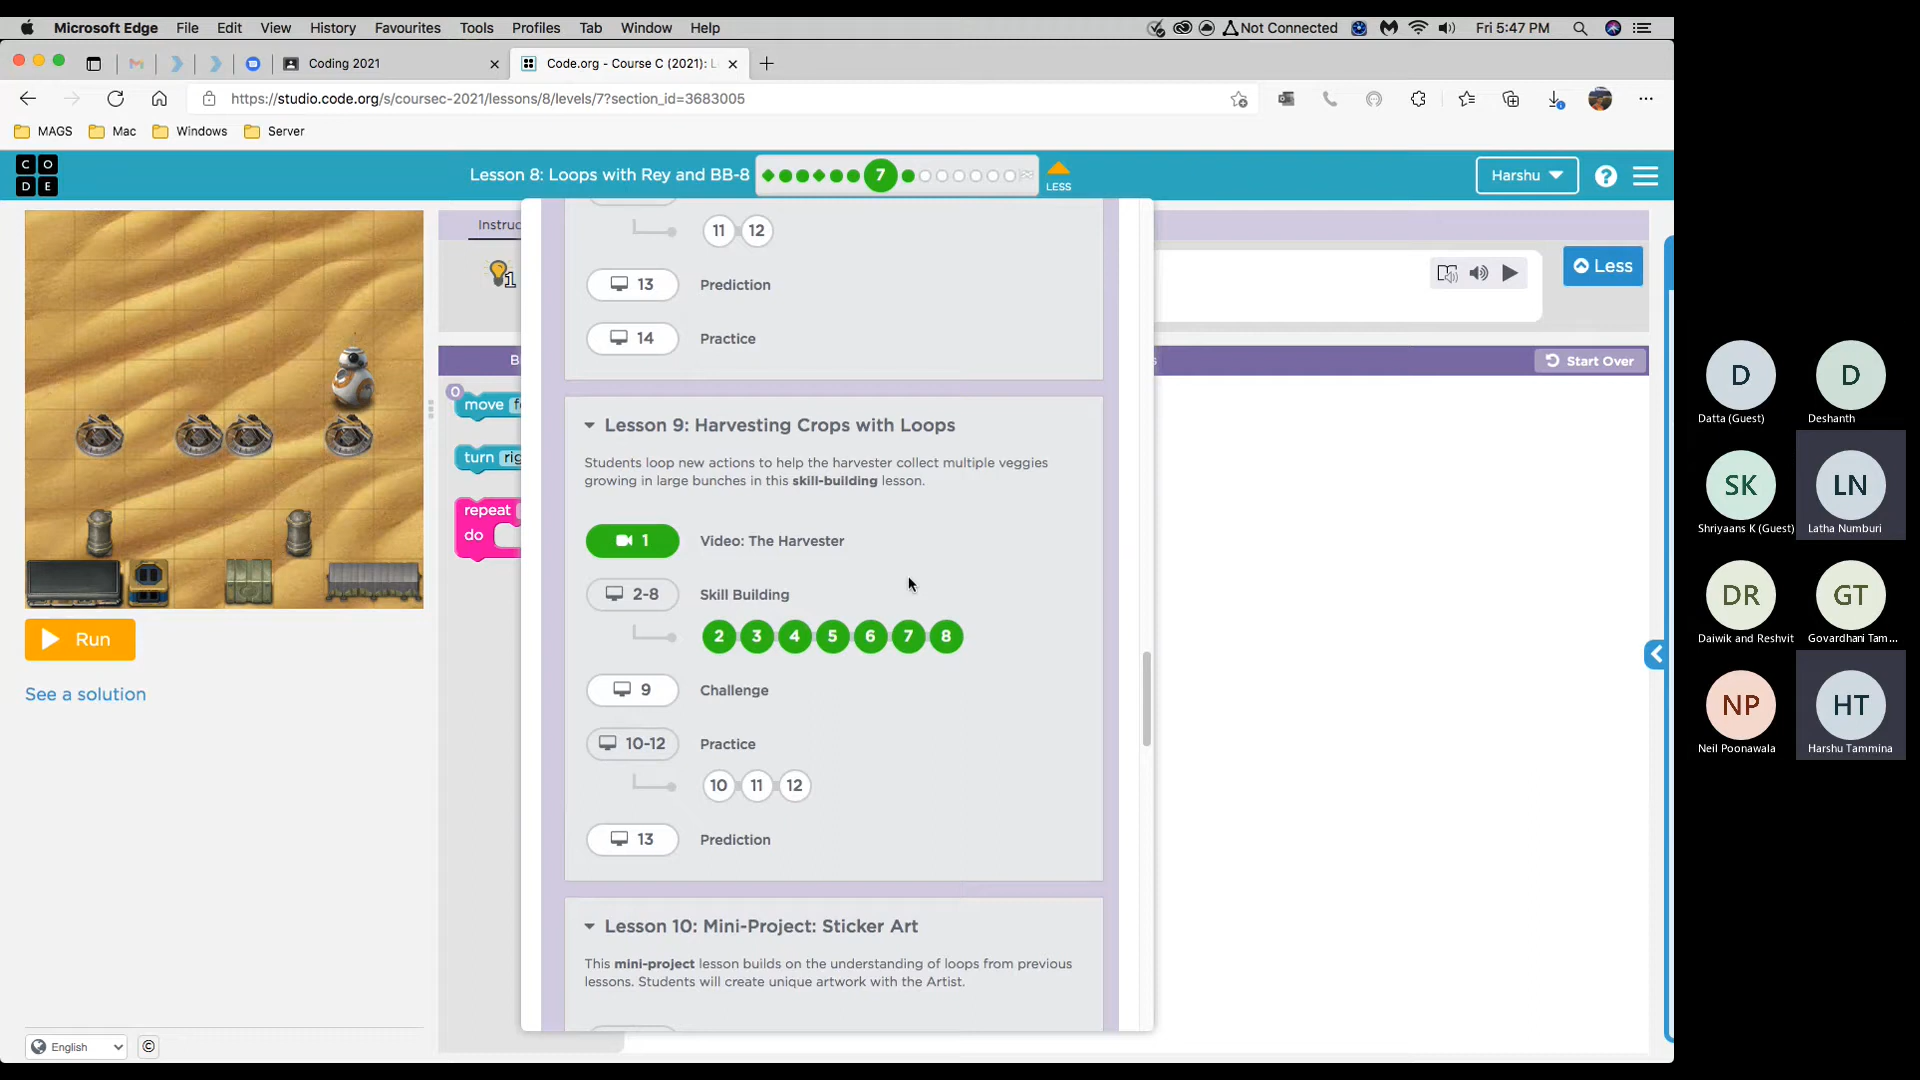 Microsoft Edge File Edit View History Favourites Tools Profiles Tab Window Help Not Connected Fri 5:47 PM
Coding 2021
Code.org - Course C (2021): L
https://studio.code.org/s/coursec-2021/lessons/8/levels/7?section_id=3683005
MAGS Mac Windows Server
C O
D E
Lesson 8: Loops with Rey and BB-8
7
LESS
Harshu
Instruc
1
Less
Start Over
B
0
move f
turn rig
repeat
do
Run
See a solution
English
©
11 12
13 Prediction
14 Practice
Lesson 9: Harvesting Crops with Loops
Students loop new actions to help the harvester collect multiple veggies
growing in large bunches in this skill-building lesson.
1 Video: The Harvester
2-8 Skill Building
2 3 4 5 6 7 8
9 Challenge
10-12 Practice
10 11 12
13 Prediction
Lesson 10: Mini-Project: Sticker Art
This mini-project lesson builds on the understanding of loops from previous
lessons. Students will create unique artwork with the Artist.
D D
Datta (Guest) Deshanth
SK LN
Shriyaans K (Guest) Latha Numburi
DR GT
Daiwik and Reshvit Govardhani Tam...
NP HT
Neil Poonawala Harshu Tammina